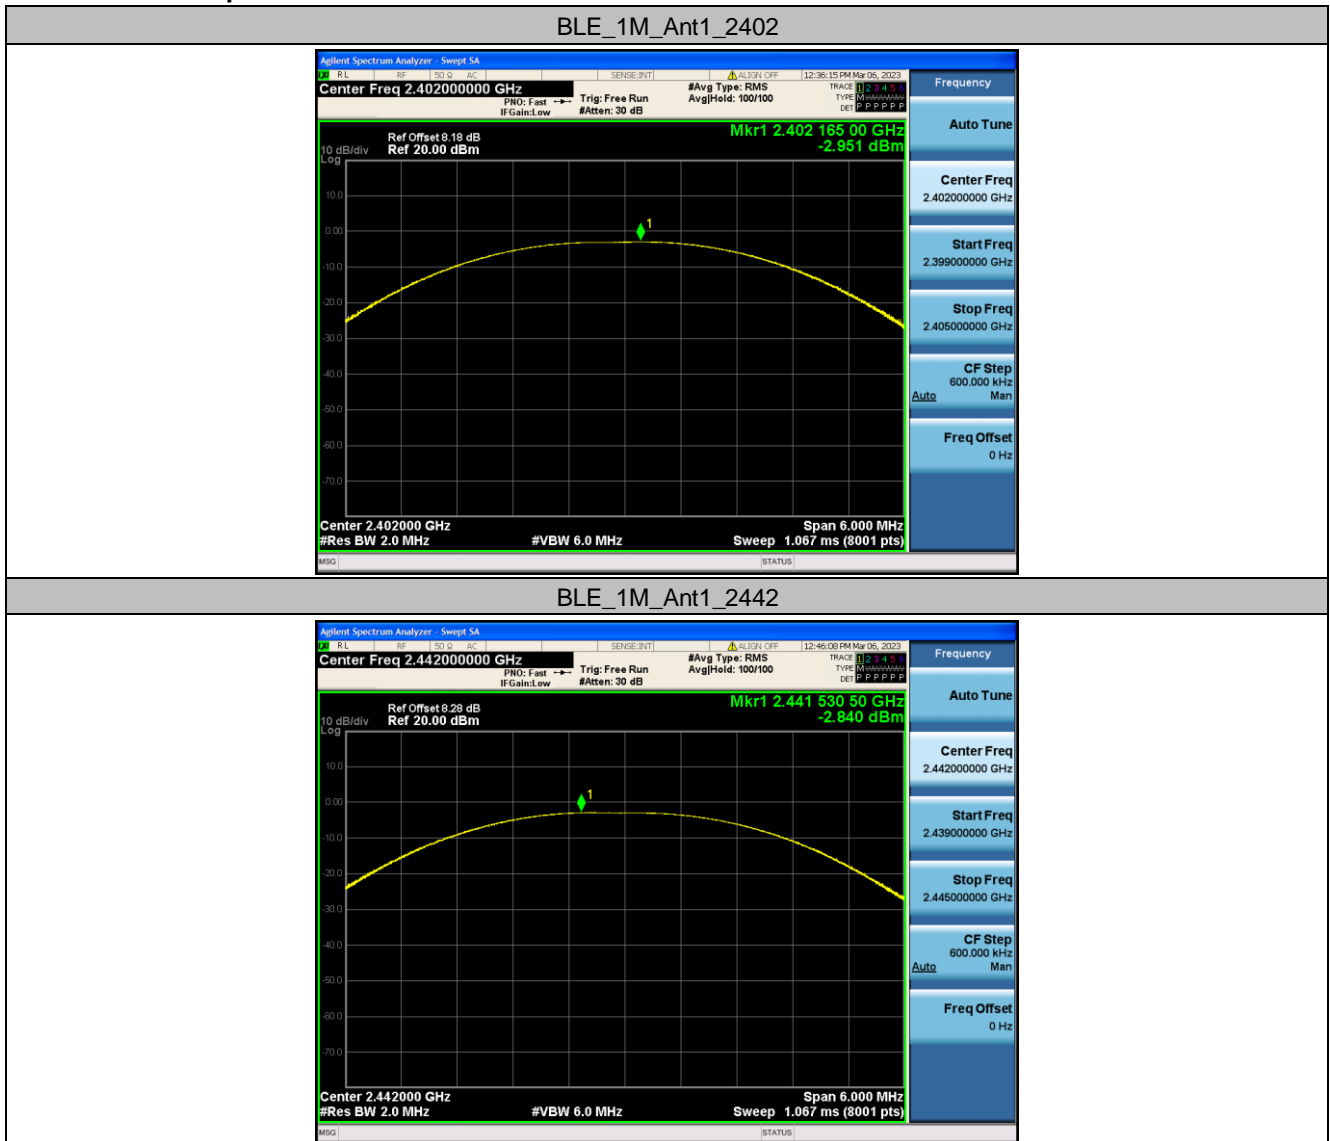 BLE_1M_Ant1_2402
Agilent Spectrum Analyzer - Swept SA
RL RF 50 Ω AC SENSE:INT ALIGN OFF 12:36:15 PM Mar 06, 2023
Center Freq 2.402000000 GHz
PNO: Fast
IFGain:Low
Trig: Free Run
#Atten: 30 dB
#Avg Type: RMS
Avg|Hold: 100/100
TRACE 1 2 3 4 5 6
TYPE M
DET P P P P P P
Ref Offset 8.18 dB
10 dB/div Ref 20.00 dBm
Log
Mkr1 2.402 165 00 GHz
-2.951 dBm
10.0
0.00
-10.0
-20.0
-30.0
-40.0
-50.0
-60.0
-70.0
1
Center 2.402000 GHz
Span 6.000 MHz
#Res BW 2.0 MHz
#VBW 6.0 MHz
Sweep 1.067 ms (8001 pts)
MSG
STATUS
Frequency
Auto Tune
Center Freq
2.402000000 GHz
Start Freq
2.399000000 GHz
Stop Freq
2.405000000 GHz
CF Step
600.000 kHz
Auto Man
Freq Offset
0 Hz
BLE_1M_Ant1_2442
Agilent Spectrum Analyzer - Swept SA
RL RF 50 Ω AC SENSE:INT ALIGN OFF 12:46:08 PM Mar 06, 2023
Center Freq 2.442000000 GHz
PNO: Fast
IFGain:Low
Trig: Free Run
#Atten: 30 dB
#Avg Type: RMS
Avg|Hold: 100/100
TRACE 1 2 3 4 5 6
TYPE M
DET P P P P P P
Ref Offset 8.28 dB
10 dB/div Ref 20.00 dBm
Log
Mkr1 2.441 530 50 GHz
-2.840 dBm
10.0
0.00
-10.0
-20.0
-30.0
-40.0
-50.0
-60.0
-70.0
1
Center 2.442000 GHz
Span 6.000 MHz
#Res BW 2.0 MHz
#VBW 6.0 MHz
Sweep 1.067 ms (8001 pts)
MSG
STATUS
Frequency
Auto Tune
Center Freq
2.442000000 GHz
Start Freq
2.439000000 GHz
Stop Freq
2.445000000 GHz
CF Step
600.000 kHz
Auto Man
Freq Offset
0 Hz